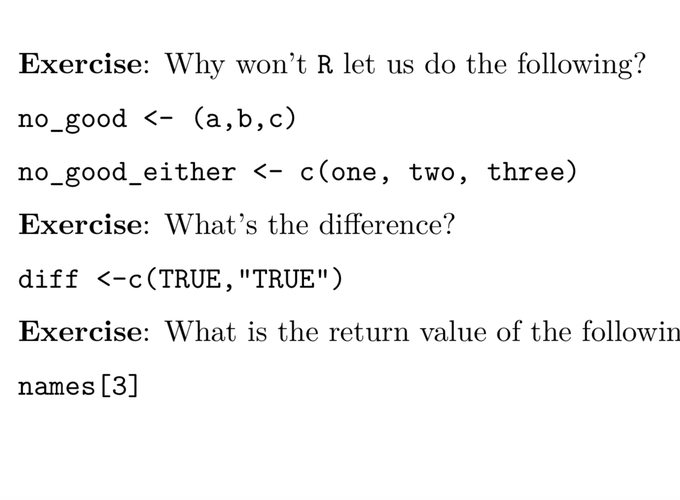 Exercise: Why won't R let us do the following?
no_good <- (a,b,c)
no_good_either <- c(one, two, three)
Exercise: What's the difference?
diff <-c(TRUE,"TRUE")
Exercise: What is the return value of the followin
names[3]